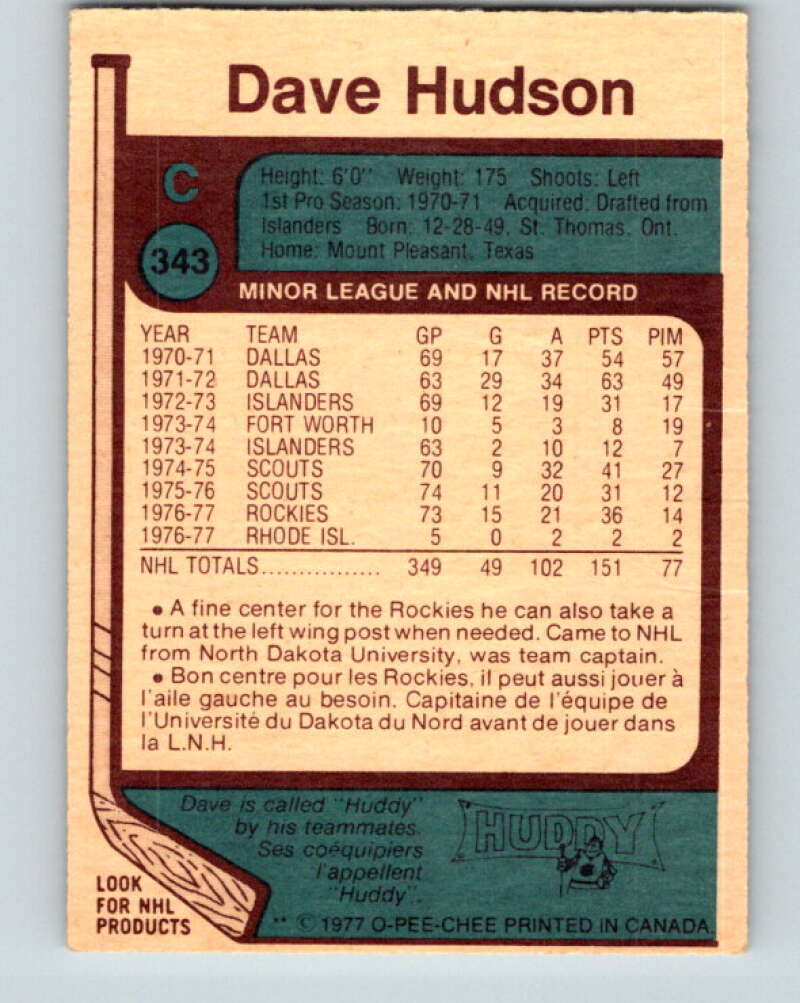 Dave Hudson
C
343
Height: 6'0'' Weight: 175 Shoots: Left
1st Pro Season: 1970-71 Acquired: Drafted from
Islanders Born: 12-28-49, St. Thomas, Ont.
Home: Mount Pleasant, Texas
MINOR LEAGUE AND NHL RECORD
YEAR TEAM GP G A PTS PIM
1970-71 DALLAS 69 17 37 54 57
1971-72 DALLAS 63 29 34 63 49
1972-73 ISLANDERS 69 12 19 31 17
1973-74 FORT WORTH 10 5 3 8 19
1973-74 ISLANDERS 63 2 10 12 7
1974-75 SCOUTS 70 9 32 41 27
1975-76 SCOUTS 74 11 20 31 12
1976-77 ROCKIES 73 15 21 36 14
1976-77 RHODE ISL. 5 0 2 2 2
NHL TOTALS................ 349 49 102 151 77
• A fine center for the Rockies he can also take a
turn at the left wing post when needed. Came to NHL
from North Dakota University, was team captain.
• Bon centre pour les Rockies, il peut aussi jouer à
l'aile gauche au besoin. Capitaine de l'équipe de
l'Université du Dakota du Nord avant de jouer dans
la L.N.H.
Dave is called "Huddy"
by his teammates.
Ses coéquipiers
l'appellent
"Huddy".
HUDDY
LOOK
FOR NHL
PRODUCTS
** © 1977 O-PEE-CHEE PRINTED IN CANADA.